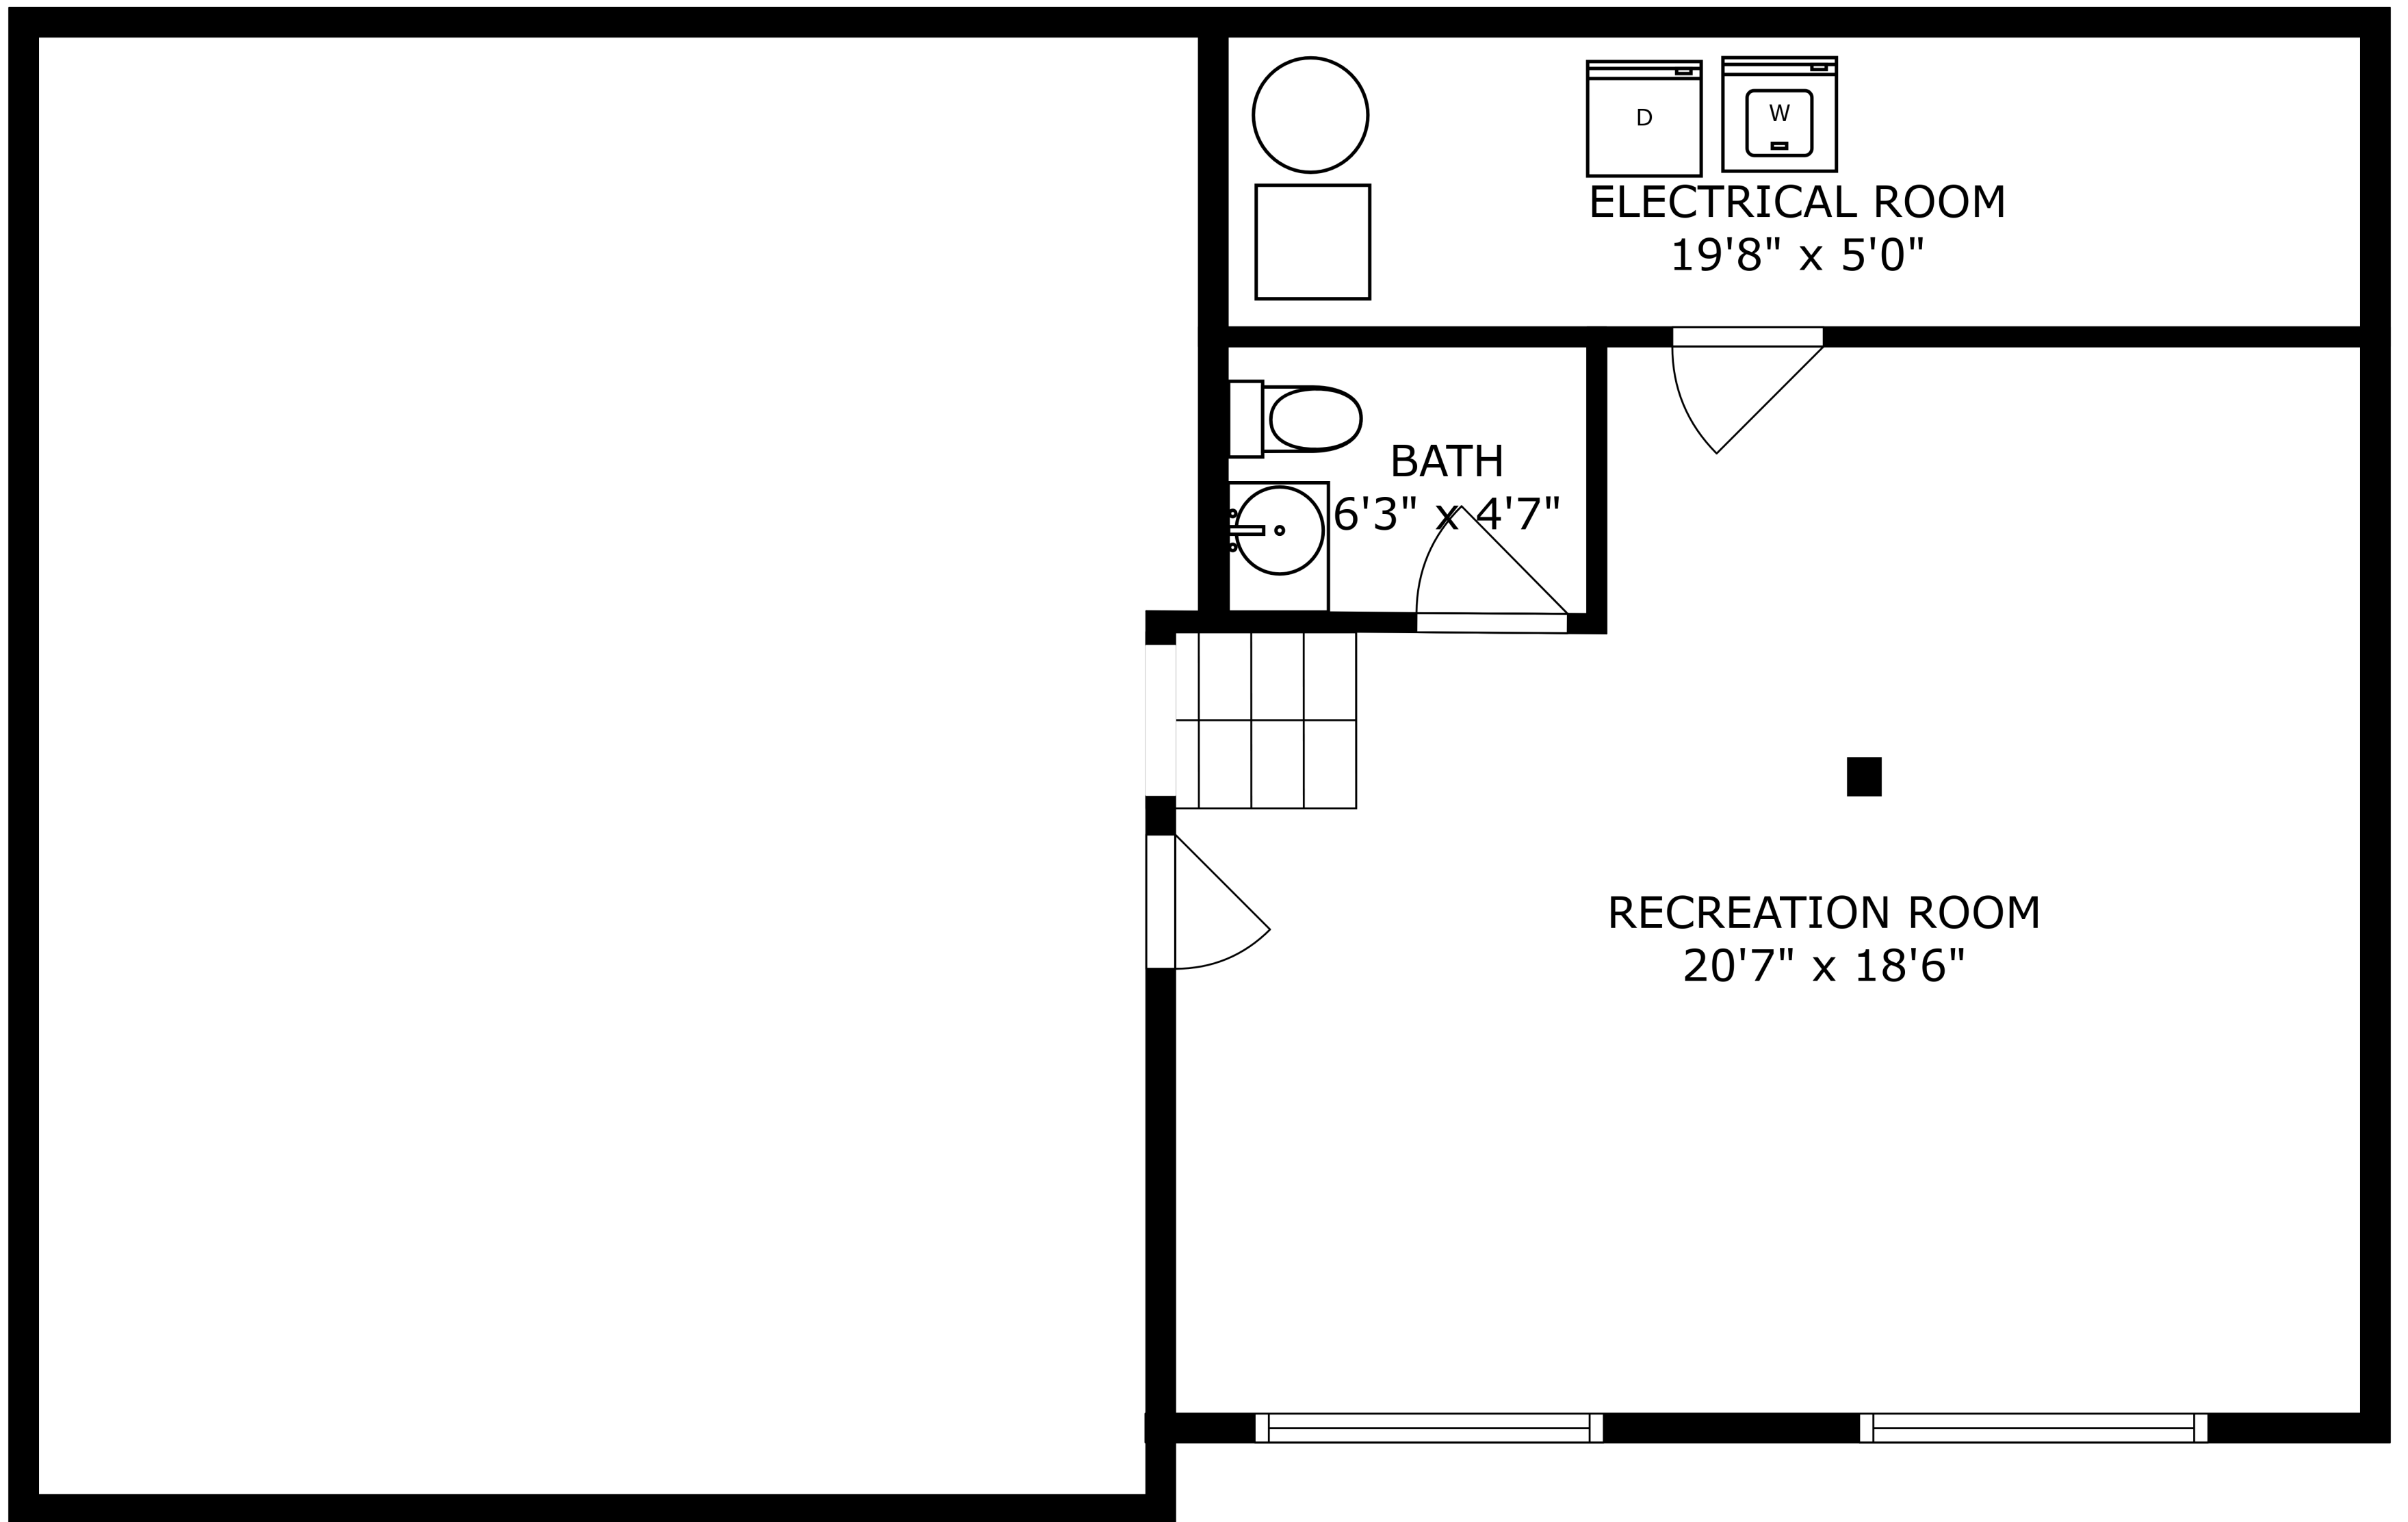 D
W
ELECTRICAL ROOM
19'8" x 5'0"
BATH
6'3" x 4'7"
RECREATION ROOM
20'7" x 18'6"